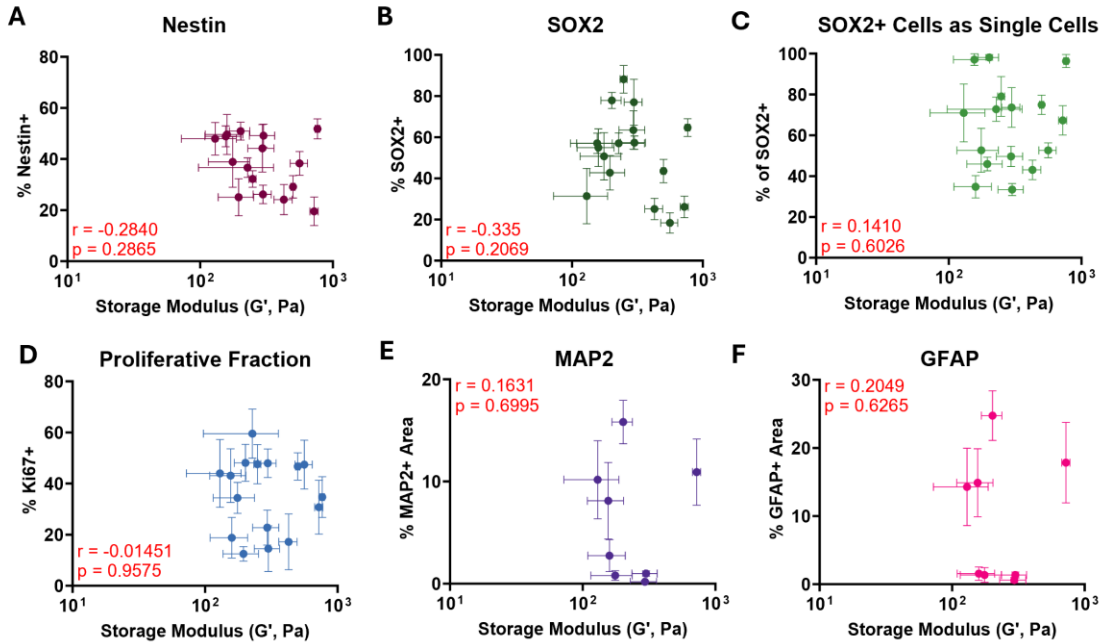 A
Nestin
% Nestin+
80
60
40
20
0
r = -0.2840
p = 0.2865
10¹
10²
10³
Storage Modulus (G', Pa)
B
SOX2
% SOX2+
100
80
60
40
20
0
r = -0.335
p = 0.2069
10¹
10²
10³
Storage Modulus (G', Pa)
C
SOX2+ Cells as Single Cells
% of SOX2+
100
80
60
40
20
0
r = 0.1410
p = 0.6026
10¹
10²
10³
Storage Modulus (G', Pa)
D
Proliferative Fraction
% Ki67+
80
60
40
20
0
r = -0.01451
p = 0.9575
10¹
10²
10³
Storage Modulus (G', Pa)
E
MAP2
% MAP2+ Area
20
10
0
r = 0.1631
p = 0.6995
10¹
10²
10³
Storage Modulus (G', Pa)
F
GFAP
% GFAP+ Area
30
20
10
0
r = 0.2049
p = 0.6265
10¹
10²
10³
Storage Modulus (G', Pa)